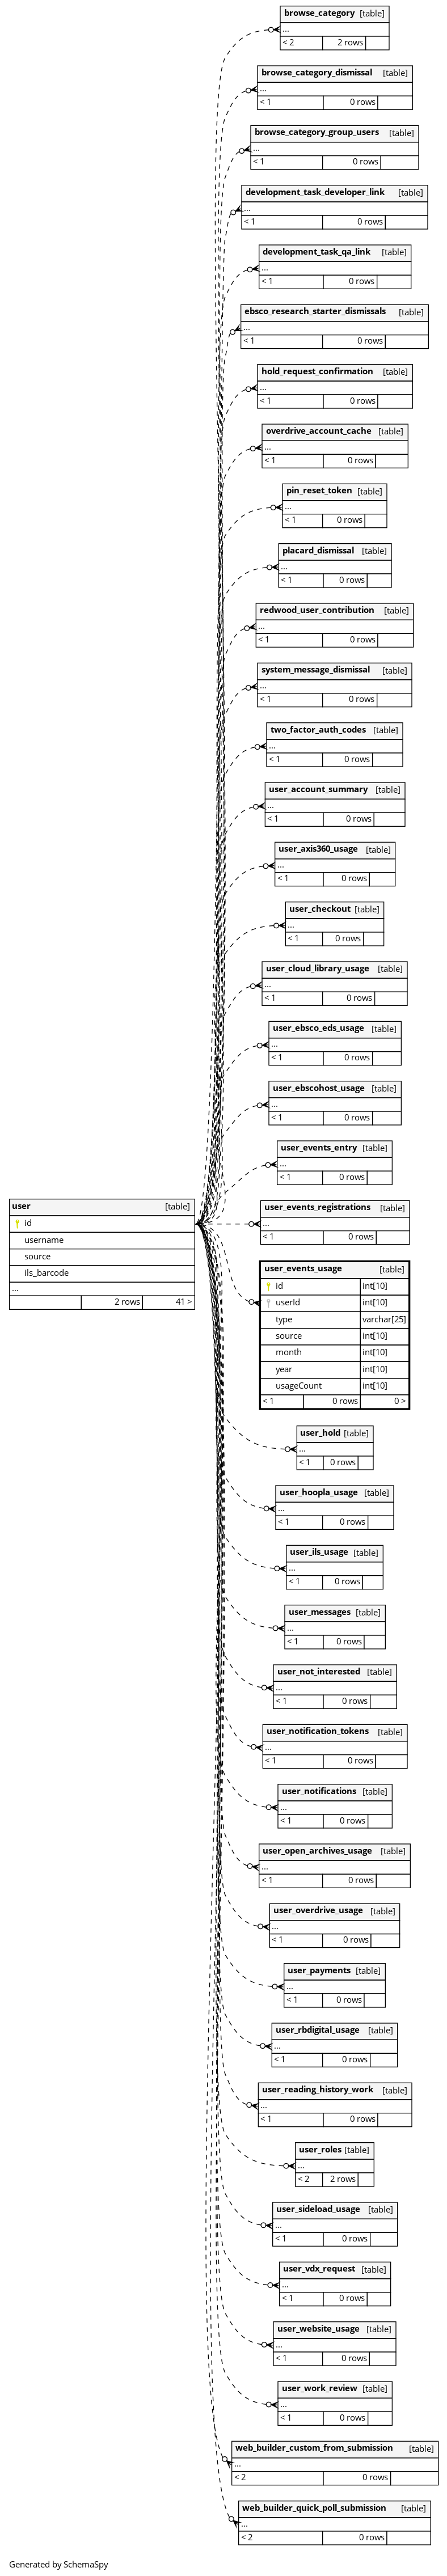 browse_category [table]
...
< 2 2 rows
browse_category_dismissal [table]
...
< 1 0 rows
browse_category_group_users [table]
...
< 1 0 rows
development_task_developer_link [table]
...
< 1 0 rows
development_task_qa_link [table]
...
< 1 0 rows
ebsco_research_starter_dismissals [table]
...
< 1 0 rows
hold_request_confirmation [table]
...
< 1 0 rows
overdrive_account_cache [table]
...
< 1 0 rows
pin_reset_token [table]
...
< 1 0 rows
placard_dismissal [table]
...
< 1 0 rows
redwood_user_contribution [table]
...
< 1 0 rows
system_message_dismissal [table]
...
< 1 0 rows
two_factor_auth_codes [table]
...
< 1 0 rows
user_account_summary [table]
...
< 1 0 rows
user_axis360_usage [table]
...
< 1 0 rows
user_checkout [table]
...
< 1 0 rows
user_cloud_library_usage [table]
...
< 1 0 rows
user_ebsco_eds_usage [table]
...
< 1 0 rows
user_ebscohost_usage [table]
...
< 1 0 rows
user_events_entry [table]
...
< 1 0 rows
user [table]
id
username
source
ils_barcode
...
2 rows 41 >
user_events_registrations [table]
...
< 1 0 rows
user_events_usage [table]
id int[10]
userId int[10]
type varchar[25]
source int[10]
month int[10]
year int[10]
usageCount int[10]
< 1 0 rows 0 >
user_hold [table]
...
< 1 0 rows
user_hoopla_usage [table]
...
< 1 0 rows
user_ils_usage [table]
...
< 1 0 rows
user_messages [table]
...
< 1 0 rows
user_not_interested [table]
...
< 1 0 rows
user_notification_tokens [table]
...
< 1 0 rows
user_notifications [table]
...
< 1 0 rows
user_open_archives_usage [table]
...
< 1 0 rows
user_overdrive_usage [table]
...
< 1 0 rows
user_payments [table]
...
< 1 0 rows
user_rbdigital_usage [table]
...
< 1 0 rows
user_reading_history_work [table]
...
< 1 0 rows
user_roles [table]
...
< 2 2 rows
user_sideload_usage [table]
...
< 1 0 rows
user_vdx_request [table]
...
< 1 0 rows
user_website_usage [table]
...
< 1 0 rows
user_work_review [table]
...
< 1 0 rows
web_builder_custom_from_submission [table]
...
< 2 0 rows
web_builder_quick_poll_submission [table]
...
< 2 0 rows
Generated by SchemaSpy